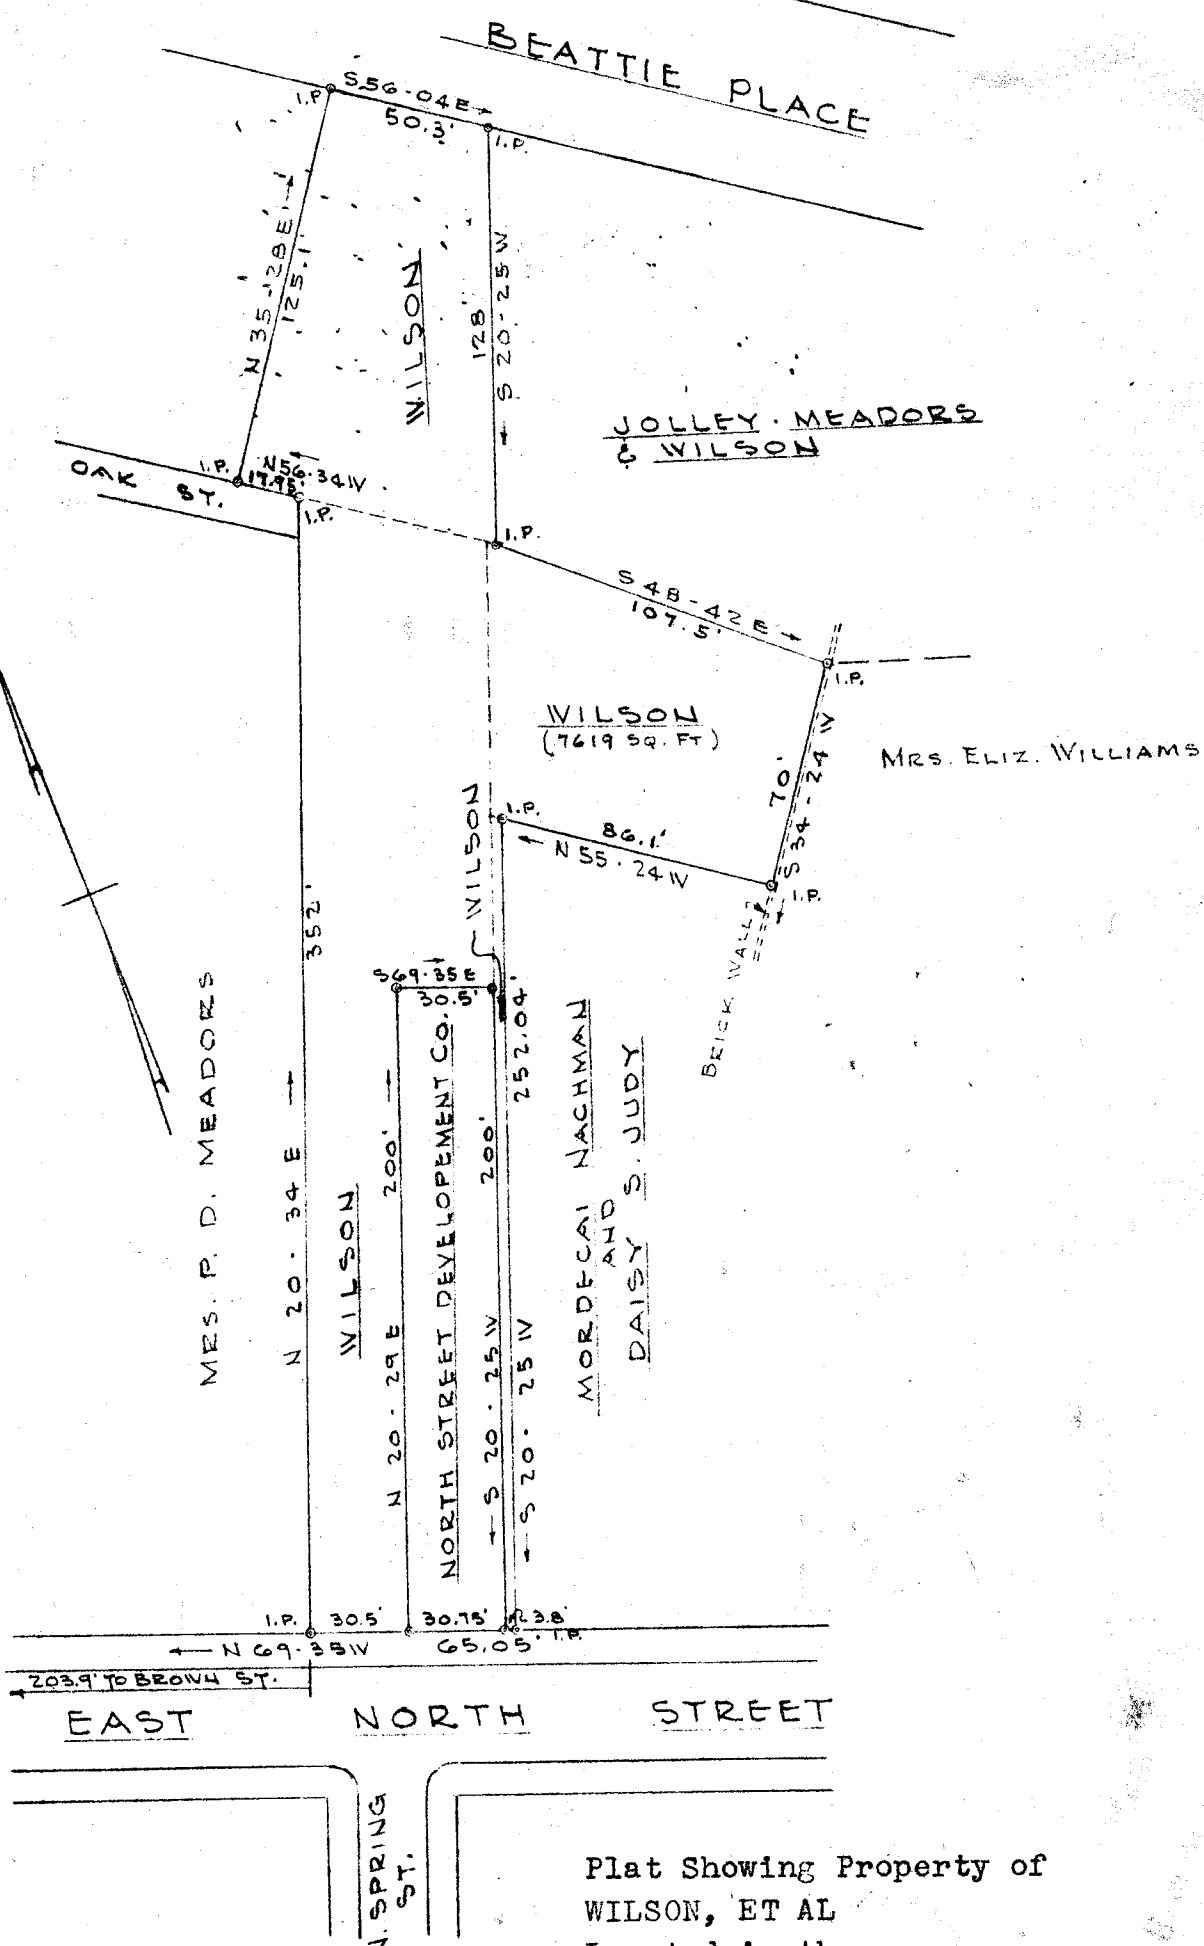 BEATTIE PLACE
S56-04E
50.3'
I.P.
I.P.
N 35-28E
125.1'
WILSON
128'
S 20-25 W
JOLLEY. MEADORS
& WILSON
OAK ST.
I.P.
N56.34W
17.95'
I.P.
I.P.
S 48-42 E
107.5'
I.P.
WILSON
(7619 SQ. FT)
MRS. ELIZ. WILLIAMS
70'
S 34-24 W
I.P.
86.1'
N 55.24 W
I.P.
BRICK WALL
WILSON
352'
S69.35 E
30.5'
252.04'
MRS. P. D. MEADORS
N 20.34 E
WILSON
200'
N 20.29 E
NORTH STREET DEVELOPEMENT CO.
200'
S 20.25 W
S 20.25 W
MORDECAI NACHMAN
AND
DAISY S. JUDY
I.P.
30.5'
30.75'
3.8'
I.P.
N 69.35W
65.05'
203.9' TO BROWN ST.
EAST NORTH STREET
N. SPRING
ST.
Plat Showing Property of
WILSON, ET AL